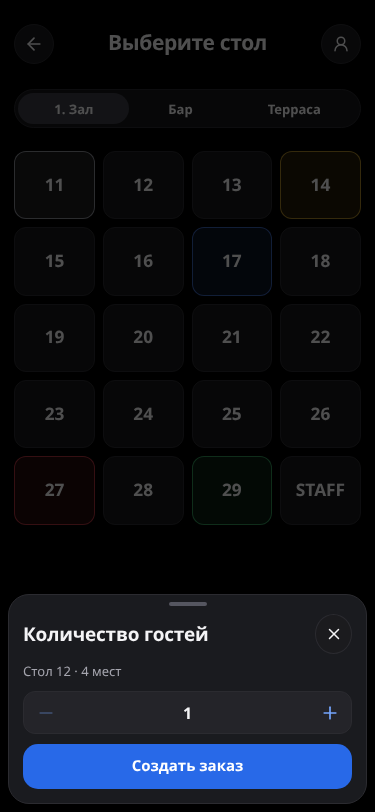 Выберите стол
1. Зал Бар Терраса
11 12 13 14
15 16 17 18
19 20 21 22
23 24 25 26
27 28 29 STAFF
Количество гостей
Стол 12 · 4 мест
1
Создать заказ